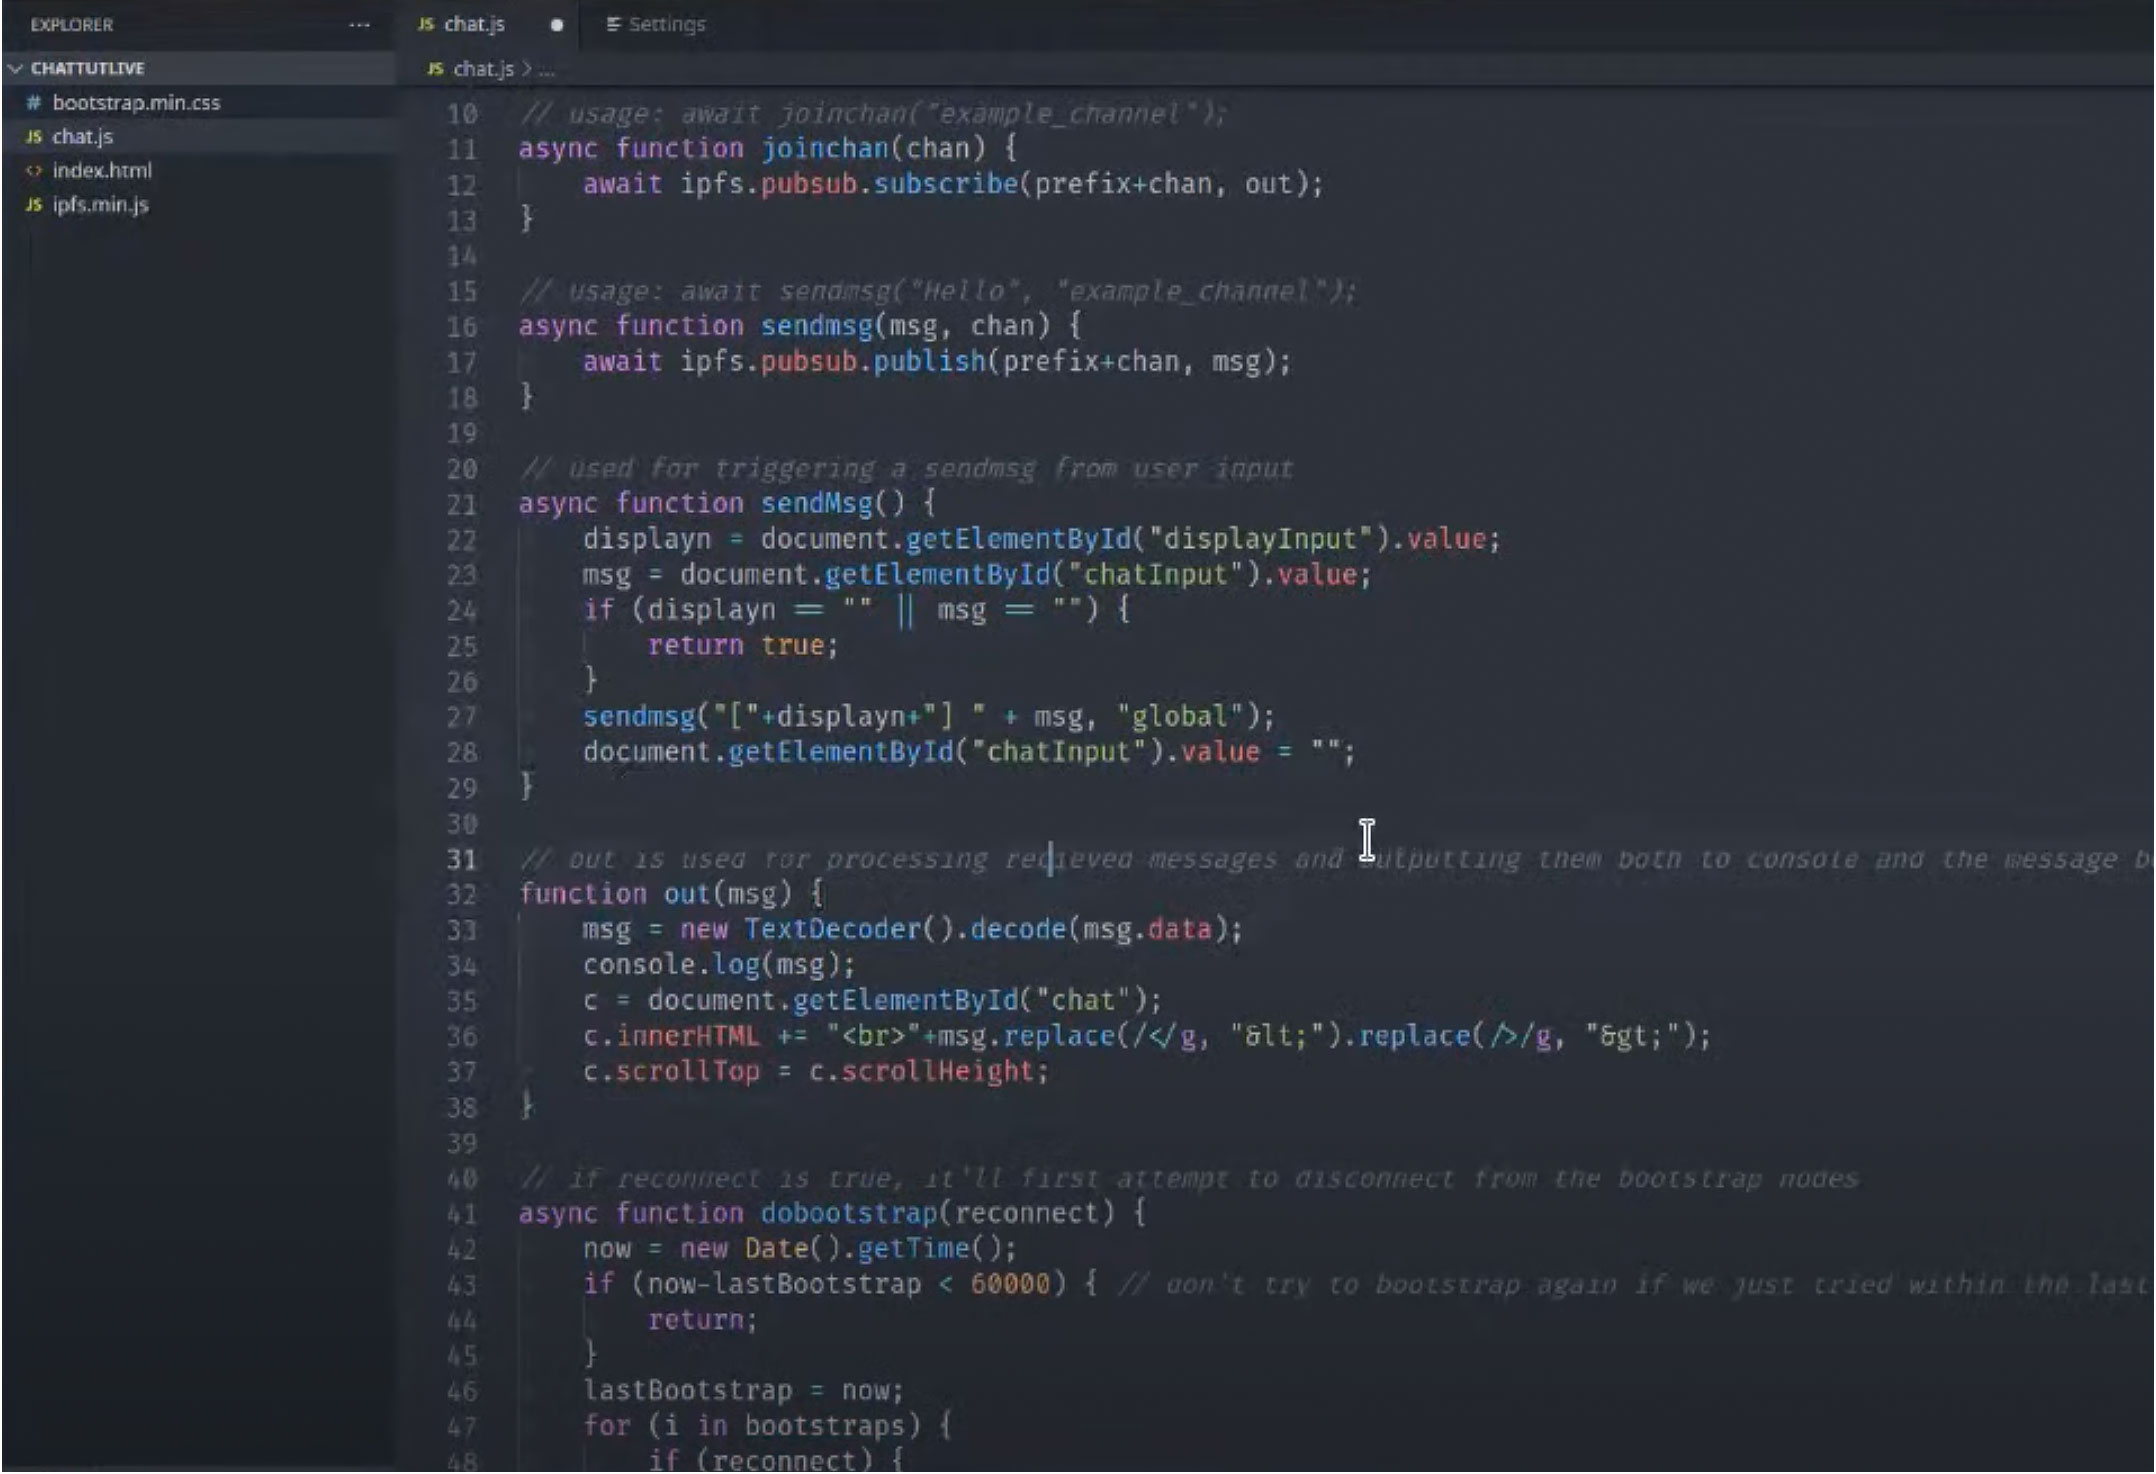 EXPLORER ...
CHATTUTLIVE
# bootstrap.min.css
JS chat.js
<> index.html
JS ipfs.min.js
JS chat.js ● Settings
JS chat.js > ...
10 // usage: await joinchan("example_channel");
11 async function joinchan(chan) {
12 await ipfs.pubsub.subscribe(prefix+chan, out);
13 }
14
15 // usage: await sendmsg("Hello", "example_channel");
16 async function sendmsg(msg, chan) {
17 await ipfs.pubsub.publish(prefix+chan, msg);
18 }
19
20 // used for triggering a sendmsg from user input
21 async function sendMsg() {
22 displayn = document.getElementById("displayInput").value;
23 msg = document.getElementById("chatInput").value;
24 if (displayn == "" || msg == "") {
25 return true;
26 }
27 sendmsg("["+displayn+"] " + msg, "global");
28 document.getElementById("chatInput").value = "";
29 }
30
31 // out is used for processing recieved messages and outputting them both to console and the message
32 function out(msg) {
33 msg = new TextDecoder().decode(msg.data);
34 console.log(msg);
35 c = document.getElementById("chat");
36 c.innerHTML += "<br>"+msg.replace(/</g, "&lt;").replace(/>/g, "&gt;");
37 c.scrollTop = c.scrollHeight;
38 }
39
40 // if reconnect is true, it'll first attempt to disconnect from the bootstrap nodes
41 async function dobootstrap(reconnect) {
42 now = new Date().getTime();
43 if (now-lastBootstrap < 60000) { // don't try to bootstrap again if we just tried within the last
44 return;
45 }
46 lastBootstrap = now;
47 for (i in bootstraps) {
48 if (reconnect) {